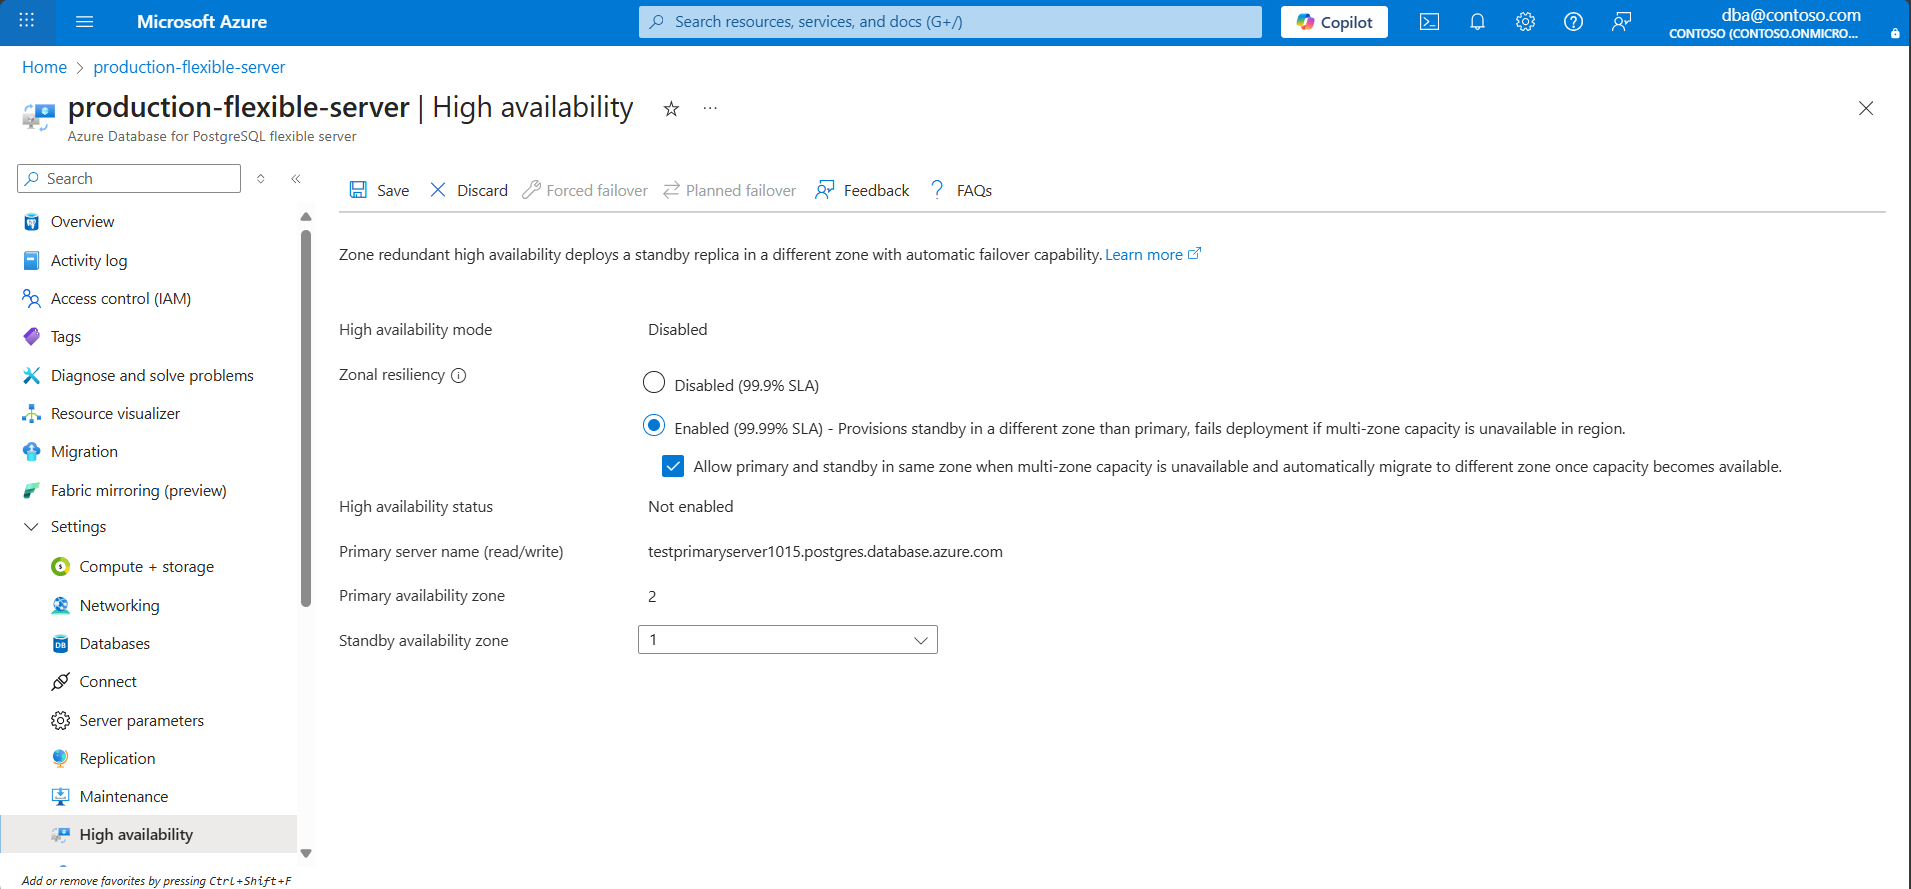 Microsoft Azure
Search resources, services, and docs (G+/)
Copilot
dba@contoso.com
CONTOSO (CONTOSO.ONMICRO...
Home > production-flexible-server
production-flexible-server | High availability
Azure Database for PostgreSQL flexible server
Search
Save
Discard
Forced failover
Planned failover
Feedback
FAQs
Overview
Activity log
Access control (IAM)
Tags
Diagnose and solve problems
Resource visualizer
Migration
Fabric mirroring (preview)
Settings
Compute + storage
Networking
Databases
Connect
Server parameters
Replication
Maintenance
High availability
Add or remove favorites by pressing Ctrl+Shift+F
Zone redundant high availability deploys a standby replica in a different zone with automatic failover capability. Learn more
High availability mode Disabled
Zonal resiliency
Disabled (99.9% SLA)
Enabled (99.99% SLA) - Provisions standby in a different zone than primary, fails deployment if multi-zone capacity is unavailable in region.
Allow primary and standby in same zone when multi-zone capacity is unavailable and automatically migrate to different zone once capacity becomes available.
High availability status Not enabled
Primary server name (read/write) testprimaryserver1015.postgres.database.azure.com
Primary availability zone 2
Standby availability zone 1